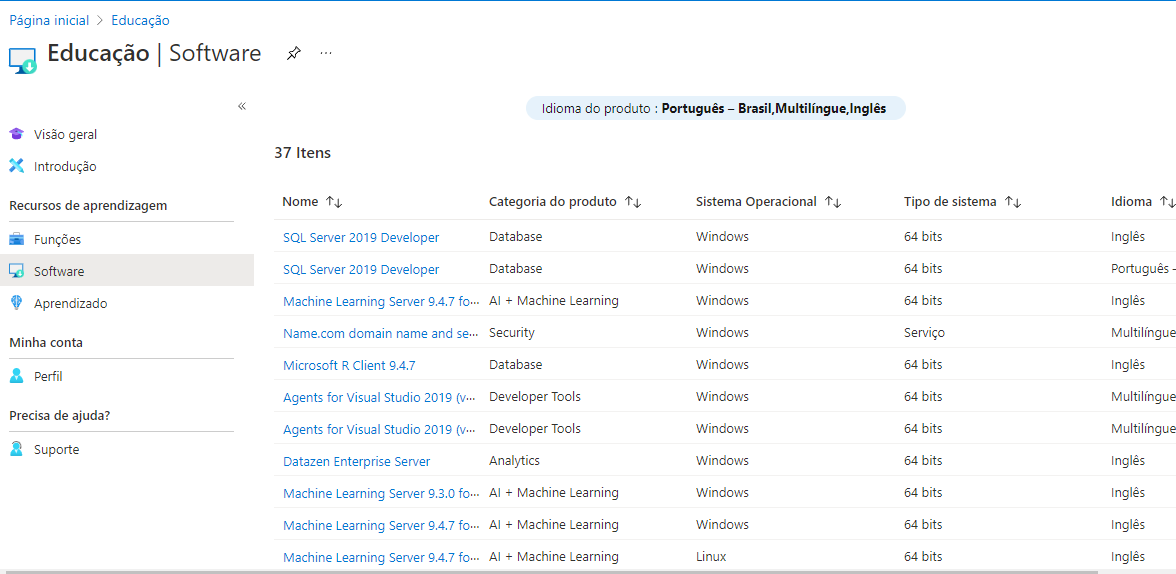 Página inicial > Educação
Educação | Software ...
«
Idioma do produto : Português – Brasil,Multilíngue,Inglês
Visão geral
Introdução
Recursos de aprendizagem
Funções
Software
Aprendizado
Minha conta
Perfil
Precisa de ajuda?
Suporte
37 Itens
Nome ↑↓ Categoria do produto ↑↓ Sistema Operacional ↑↓ Tipo de sistema ↑↓ Idioma ↑↓
SQL Server 2019 Developer Database Windows 64 bits Inglês
SQL Server 2019 Developer Database Windows 64 bits Português -
Machine Learning Server 9.4.7 fo... AI + Machine Learning Windows 64 bits Inglês
Name.com domain name and se... Security Windows Serviço Multilíngue
Microsoft R Client 9.4.7 Database Windows 64 bits Inglês
Agents for Visual Studio 2019 (v... Developer Tools Windows 64 bits Multilíngue
Agents for Visual Studio 2019 (v... Developer Tools Windows 64 bits Multilíngue
Datazen Enterprise Server Analytics Windows 64 bits Inglês
Machine Learning Server 9.3.0 fo... AI + Machine Learning Windows 64 bits Inglês
Machine Learning Server 9.4.7 fo... AI + Machine Learning Windows 64 bits Inglês
Machine Learning Server 9.4.7 fo... AI + Machine Learning Linux 64 bits Inglês